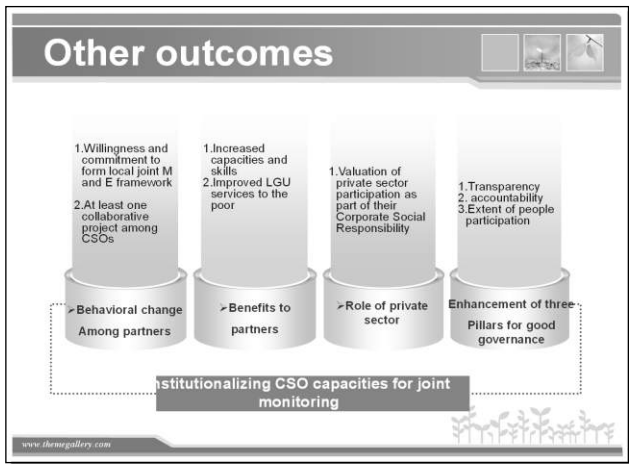 Other outcomes
1.Willingness and
commitment to
form local joint M
and E framework
2.At least one
collaborative
project among
CSOs
➢Behavioral change
Among partners
1.Increased
capacities and
skills
2.Improved LGU
services to the
poor
➢Benefits to
partners
1.Valuation of
private sector
participation as
part of their
Corporate Social
Responsibility
➢Role of private
sector
1.Transparency
2. accountability
3.Extent of people
participation
Enhancement of three
Pillars for good
governance
nstitutionalizing CSO capacities for joint
monitoring
www.themegallery.com